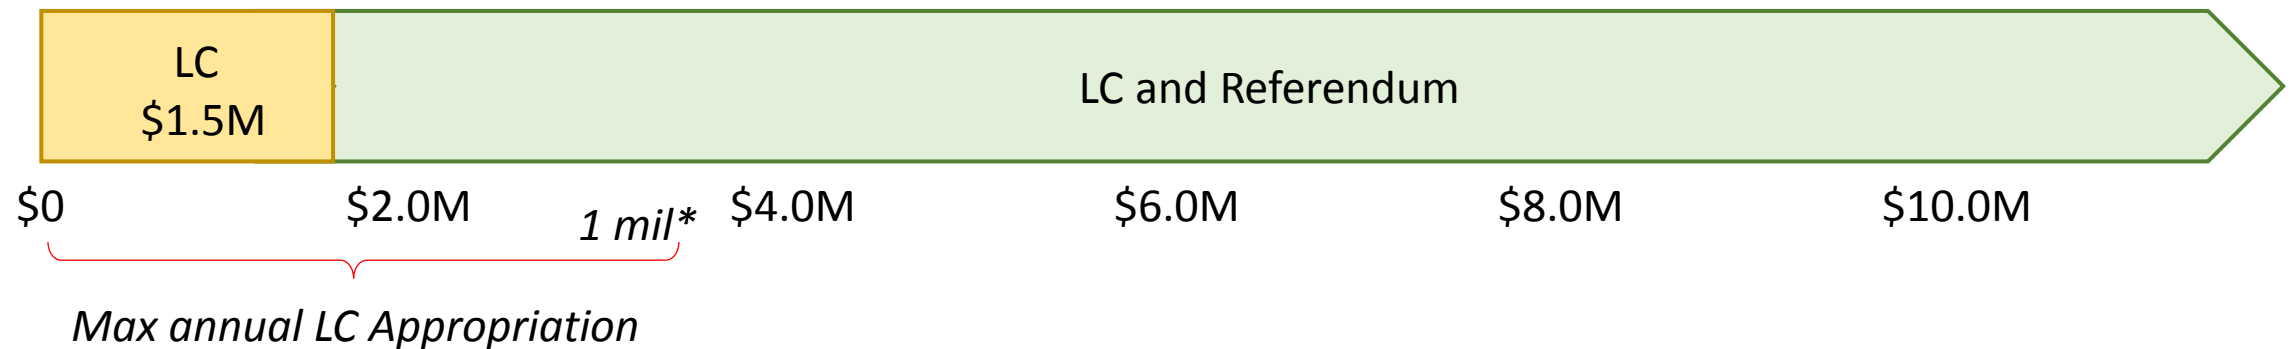 LC
$1.5M
LC and Referendum
$0
$2.0M
1 mil*
$4.0M
$6.0M
$8.0M
$10.0M
Max annual LC Appropriation